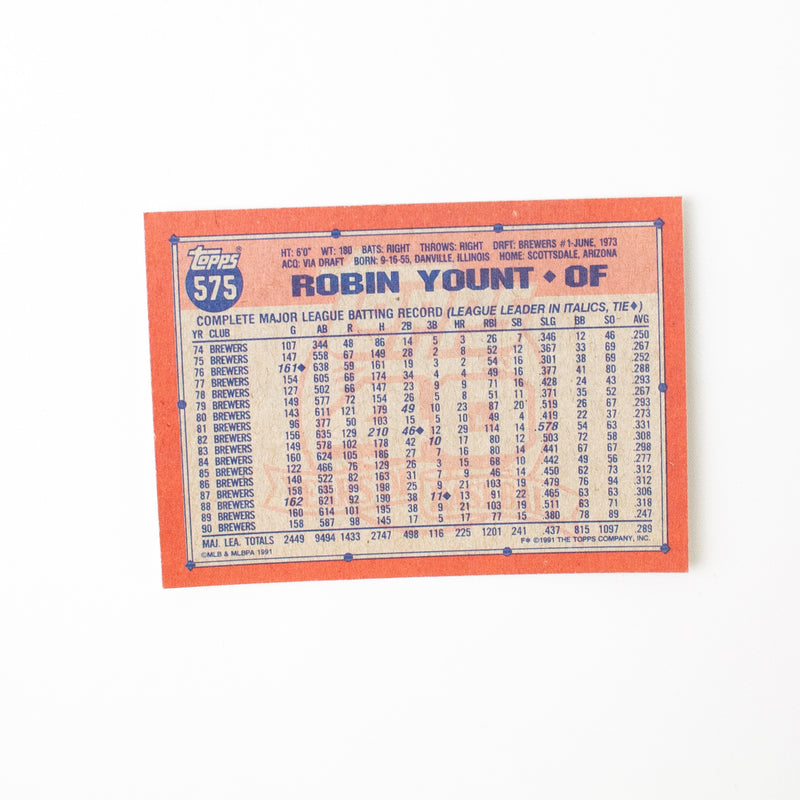 topps
575
HT: 6'0" WT: 180 BATS: RIGHT THROWS: RIGHT DRFT: BREWERS #1-JUNE, 1973
ACQ: VIA DRAFT BORN: 9-16-55, DANVILLE, ILLINOIS HOME: SCOTTSDALE, ARIZONA
ROBIN YOUNT ◆ OF
COMPLETE MAJOR LEAGUE BATTING RECORD (LEAGUE LEADER IN ITALICS, TIE◆)
YR CLUB G AB R H 2B 3B HR RBI SB SLG BB SO AVG
74 BREWERS 107 344 48 86 14 5 3 26 7 .346 12 46 .250
75 BREWERS 147 558 67 149 28 2 8 52 12 .367 33 69 .267
76 BREWERS 161◆ 638 59 161 19 3 2 54 16 .301 38 69 .252
77 BREWERS 154 605 66 174 34 4 4 49 16 .377 41 80 .288
78 BREWERS 127 502 66 147 23 9 9 71 16 .428 24 43 .293
79 BREWERS 149 577 72 154 26 5 8 51 11 .371 35 52 .267
80 BREWERS 143 611 121 179 49 10 23 87 20 .519 26 67 .293
81 BREWERS 96 377 50 103 15 5 10 49 4 .419 22 37 .273
82 BREWERS 156 635 129 210 46◆ 12 29 114 14 .578 54 63 .331
83 BREWERS 149 578 102 178 42 10 17 80 12 .503 72 58 .308
84 BREWERS 160 624 105 186 27 7 16 80 14 .441 67 67 .298
85 BREWERS 122 466 76 129 26 3 15 68 10 .442 49 56 .277
86 BREWERS 140 522 82 163 31 7 9 46 14 .450 62 73 .312
87 BREWERS 158 635 99 198 25 9 21 103 19 .479 76 94 .312
88 BREWERS 162 621 92 190 38 11◆ 13 91 22 .465 63 63 .306
89 BREWERS 160 614 101 195 38 9 21 103 19 .511 63 71 .318
90 BREWERS 158 587 98 145 17 5 17 77 15 .380 78 89 .247
MAJ. LEA. TOTALS 2449 9494 1433 2747 498 116 225 1201 241 .437 815 1097 .289
©MLB & MLBPA 1991 F* ©1991 THE TOPPS COMPANY, INC.